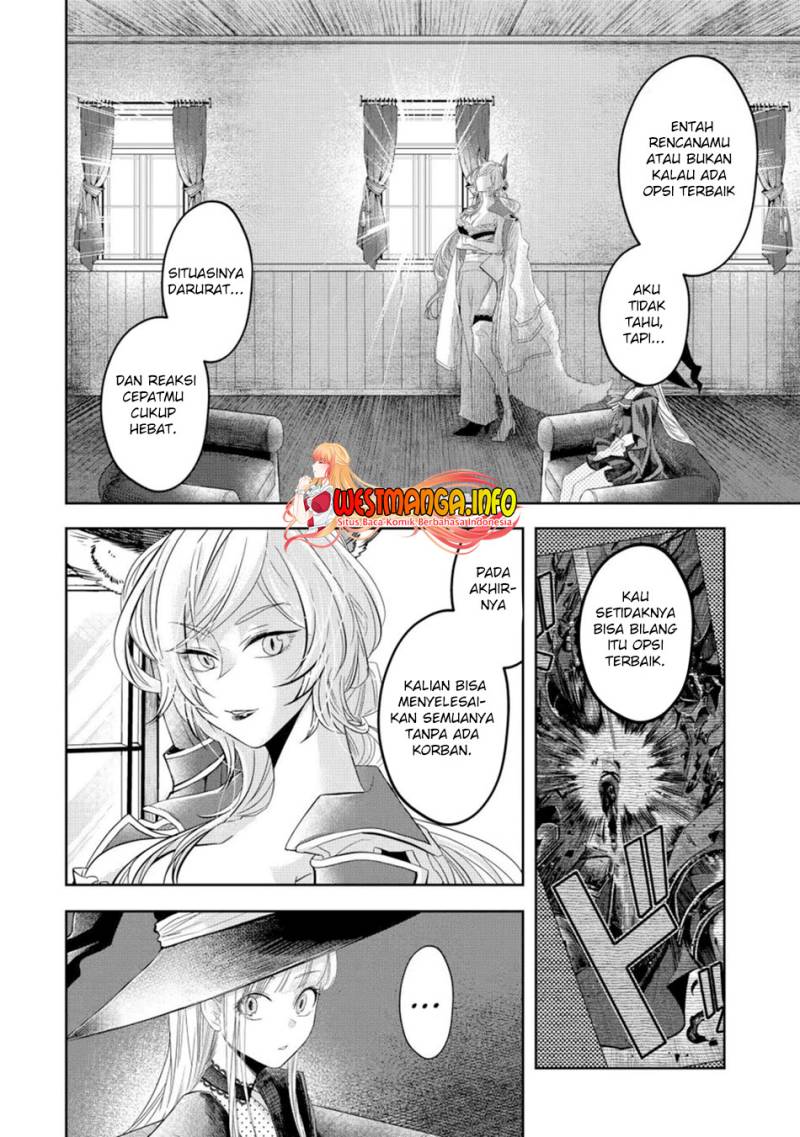 ENTAH
RENCANAMU
ATAU BUKAN
KALAU ADA
OPSI TERBAIK
AKU
TIDAK
TAHU,
TAPI...
SITUASINYA
DARURAT...
DAN REAKSI
CEPATMU
CUKUP
HEBAT.
WESTMANGA.INFO
Situs Baca Komik Berbahasa Indonesia
KAU
SETIDAKNYA
BISA BILANG
ITU OPSI
TERBAIK.
ド
PADA
AKHIR-
NYA
KALIAN BISA
MENYELESAI-
KAN SEMUANYA
TANPA ADA
KORBAN.
...